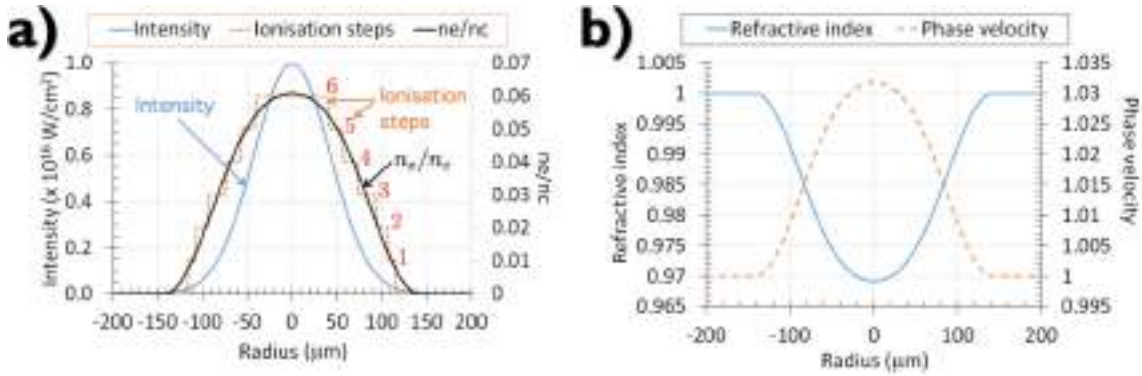 a)
Intensity Ionisation steps ne/nc
Intensity (x 10¹⁶ W/cm²)
1.0
0.8
0.6
0.4
0.2
0.0
0.07
0.06
0.05
0.04
0.03
0.02
0.01
0
ne/nc
Intensity
6
Ionisation
steps
5
4
3
2
1
-200 -150 -100 -50 0 50 100 150 200
Radius (μm)
b)
Refractive index Phase velocity
Refractive index
1.005
1
0.995
0.99
0.985
0.98
0.975
0.97
0.965
1.035
1.030
1.025
1.02
1.015
1.01
1.005
1
0.995
Phase velocity
-200 -100 0 100 200
Radius (μm)